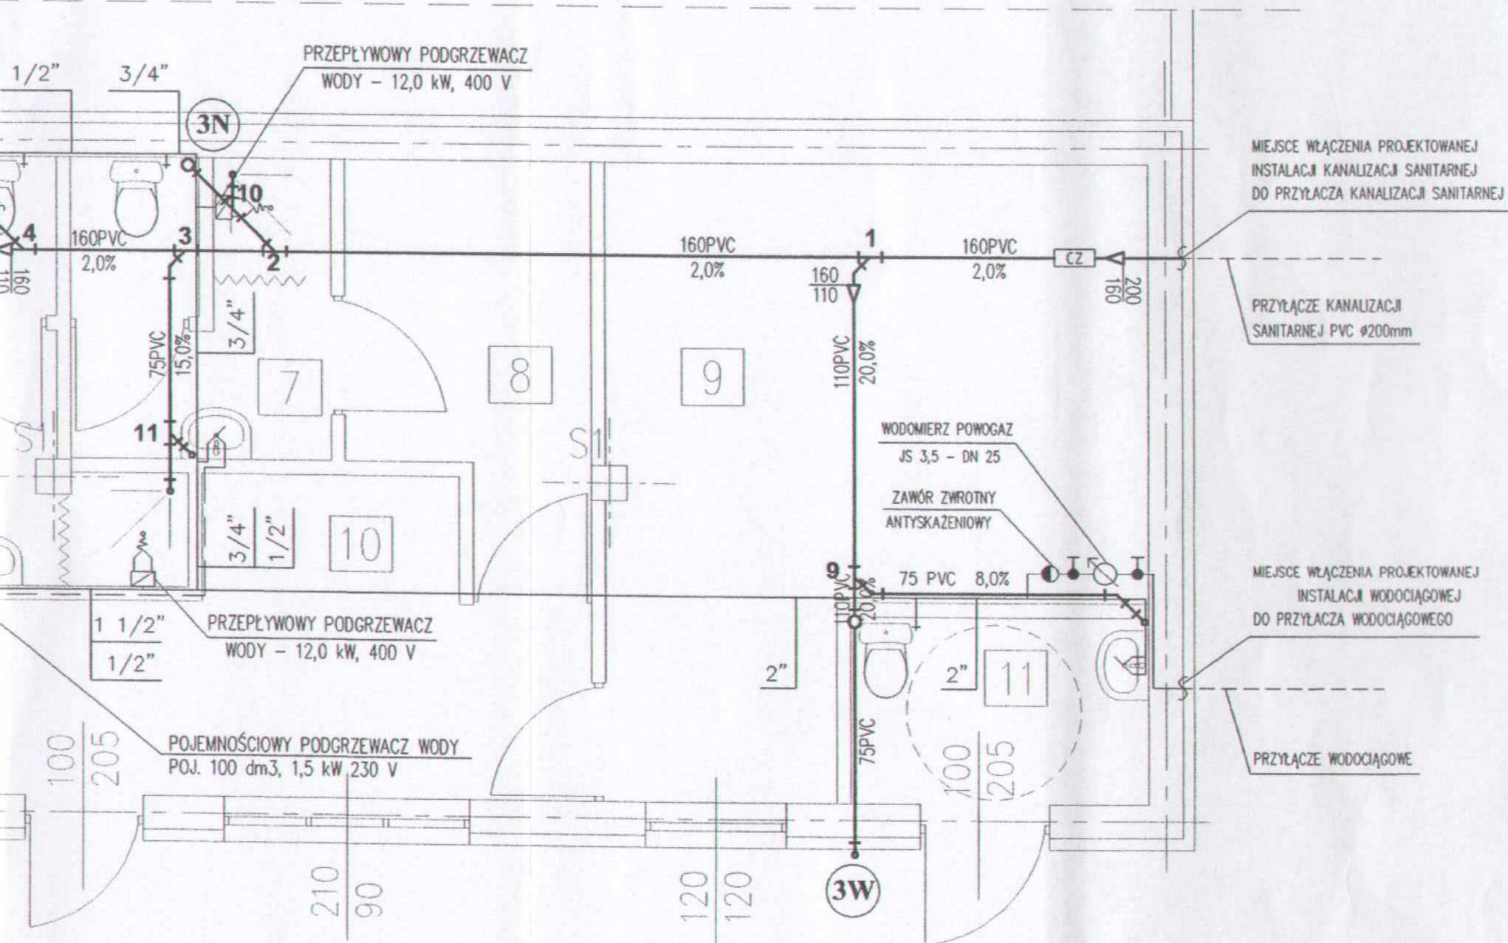 1/2"
3/4"
PRZEPŁYWOWY PODGRZEWACZ
WODY – 12,0 kW, 400 V
3N
10
4
160PVC
2,0%
3
2
160
110
160PVC
2,0%
1
160PVC
2,0%
CZ
200
160
160
110
MIEJSCE WŁĄCZENIA PROJEKTOWANEJ
INSTALACJI KANALIZACJI SANITARNEJ
DO PRZYŁĄCZA KANALIZACJI SANITARNEJ
PRZYŁĄCZE KANALIZACJI
SANITARNEJ PVC ø200mm
75PVC
15,0%
3/4"
7
8
9
110PVC
20,0%
11
S1
S1
WODOMIERZ POWOGAZ
JS 3,5 – DN 25
ZAWÓR ZWROTNY
ANTYSKAŻENIOWY
3/4"
1/2"
10
9
75 PVC 8,0%
110PVC
20,0%
MIEJSCE WŁĄCZENIA PROJEKTOWANEJ
INSTALACJI WODOCIĄGOWEJ
DO PRZYŁĄCZA WODOCIĄGOWEGO
1 1/2"
1/2"
PRZEPŁYWOWY PODGRZEWACZ
WODY – 12,0 kW, 400 V
2"
2"
11
POJEMNOŚCIOWY PODGRZEWACZ WODY
POJ. 100 dm3, 1,5 kW 230 V
100
205
75PVC
100
205
PRZYŁĄCZE WODOCIĄGOWE
210
90
120
120
3W